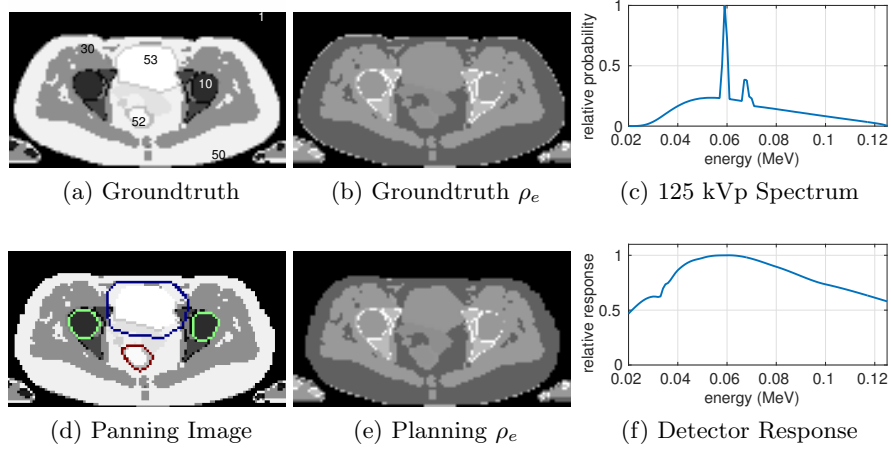 1
30
53
10
52
50
(a) Groundtruth
(b) Groundtruth ρe
relative probability
1
0.5
0
0.02 0.04 0.06 0.08 0.1 0.12
energy (MeV)
(c) 125 kVp Spectrum
(d) Panning Image
(e) Planning ρe
relative response
1
0.5
0
0.02 0.04 0.06 0.08 0.1 0.12
energy (MeV)
(f) Detector Response